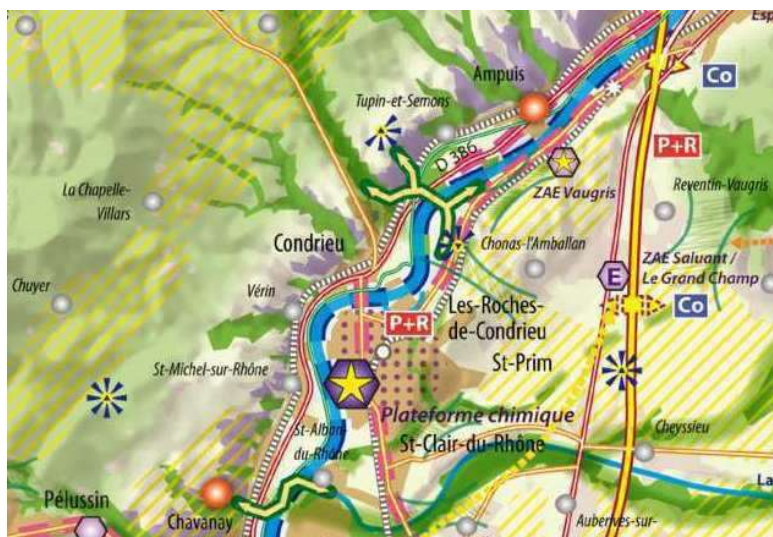 Esp
Ampuis
Co
Tupin-et-Semons
D 386
P+R
ZAE Vaugris
La Chapelle-
Villars
Reventin-Vaugris
Condrieu
Chonas-l'Amballan
ZAE Saluant /
Le Grand Champ
E
Chuyer
Vérin
Co
P+R
Les-Roches-
de-Condrieu
St-Prim
St-Michel-sur-Rhône
Plateforme chimique
St-Alban-
du-Rhône
St-Clair-du-Rhône
Cheyssieu
La
Pélussin
Chavanay
Auberives-sur-